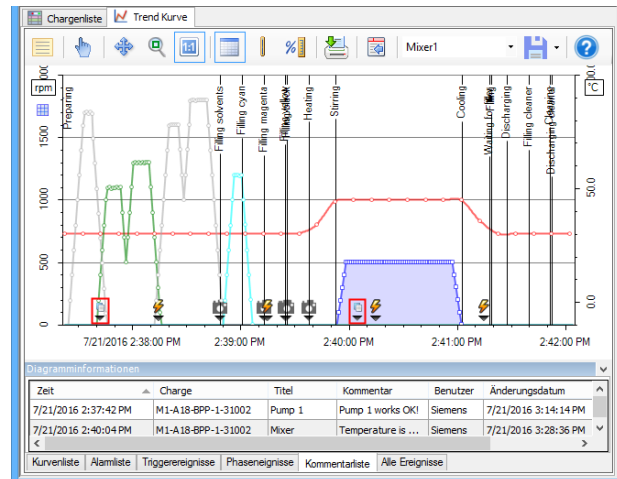 Chargenliste Trend Kurve
1:1 % Mixer1 ?
rpm
°C
1500
1000
500
0
50.0
0.0
Preparing
Filling solvents
Filling cyan
Filling magenta
Heating
Stirring
Cooling
Discharging
Filling cleaner
7/21/2016 2:38:00 PM 2:39:00 PM 2:40:00 PM 2:41:00 PM 2:42:00 PM
Diagramminformationen
Zeit Charge Titel Kommentar Benutzer Änderungsdatum
7/21/2016 2:37:42 PM M1-A18-BPP-1-31002 Pump 1 Pump 1 works OK! Siemens 7/21/2016 3:14:14 PM
7/21/2016 2:40:04 PM M1-A18-BPP-1-31002 Mixer Temperature is ... Siemens 7/21/2016 3:28:36 PM
Kurvenliste Alarmliste Triggerereignisse Phaseneignisse Kommentarliste Alle Ereignisse